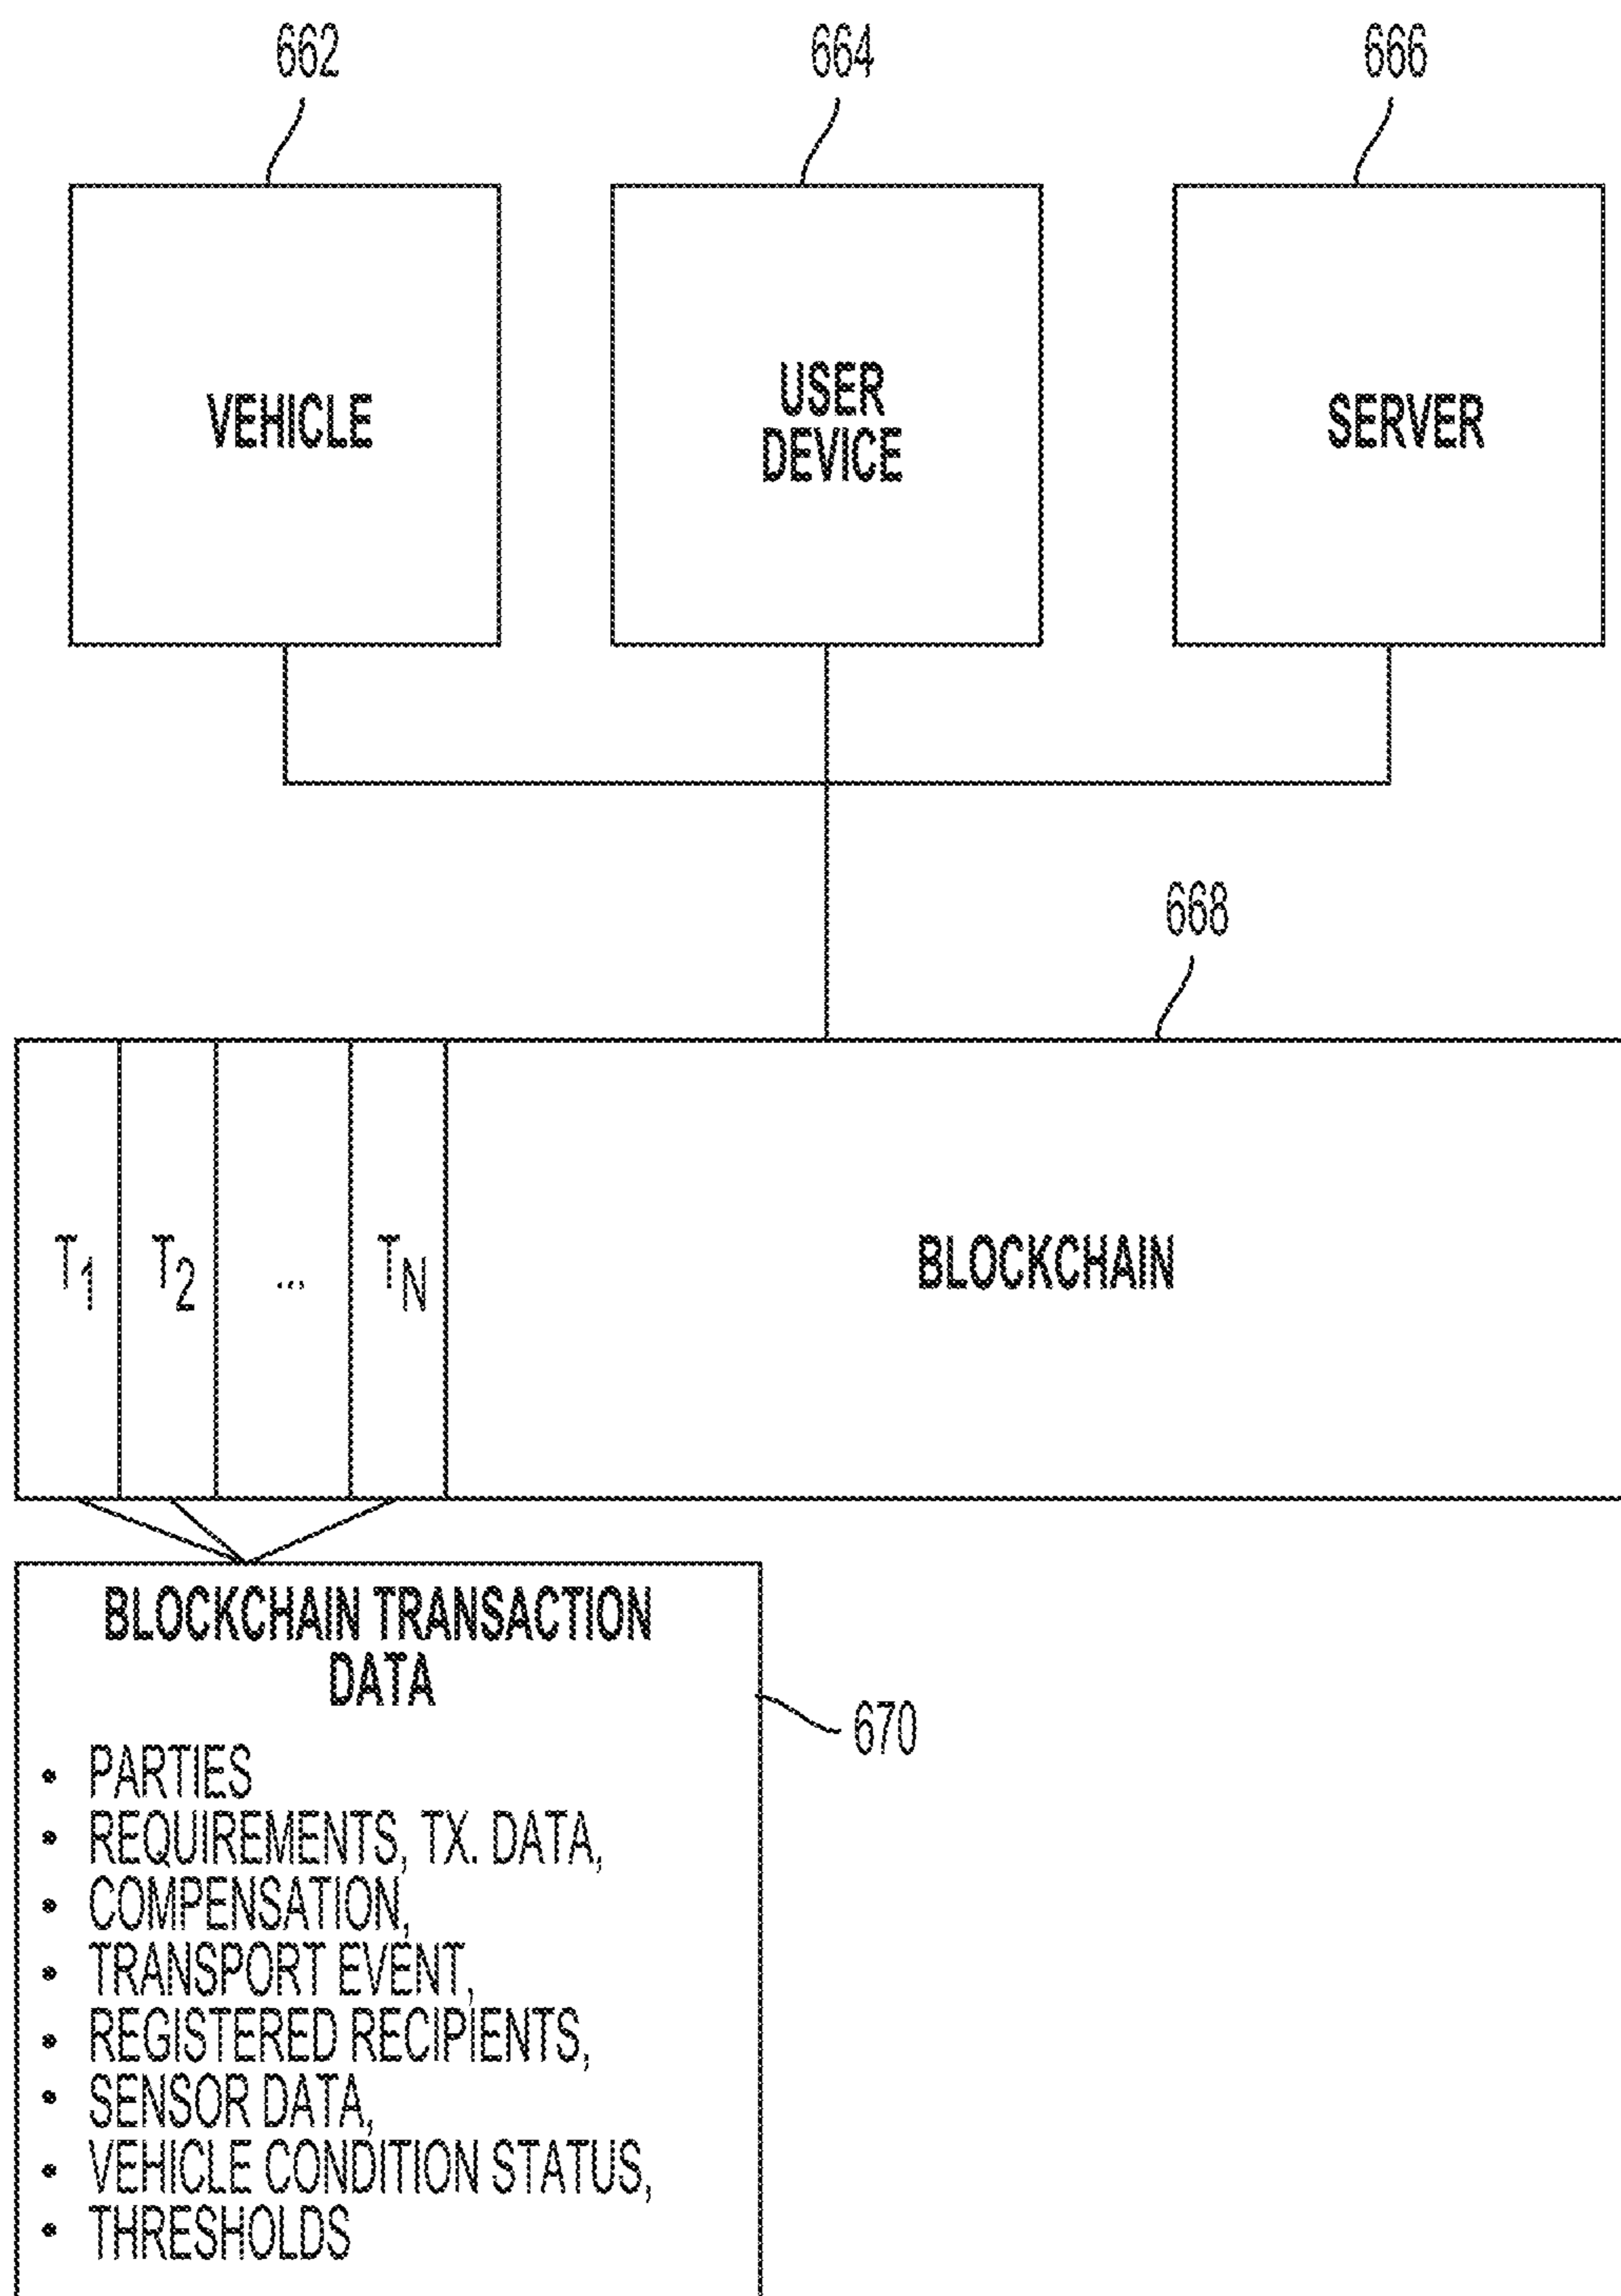 662
664
666
VEHICLE
USER
DEVICE
SERVER
668
T1
T2
...
TN
BLOCKCHAIN
BLOCKCHAIN TRANSACTION
DATA
670
• PARTIES
• REQUIREMENTS, TX. DATA,
• COMPENSATION,
• TRANSPORT EVENT,
• REGISTERED RECIPIENTS,
• SENSOR DATA,
• VEHICLE CONDITION STATUS,
• THRESHOLDS